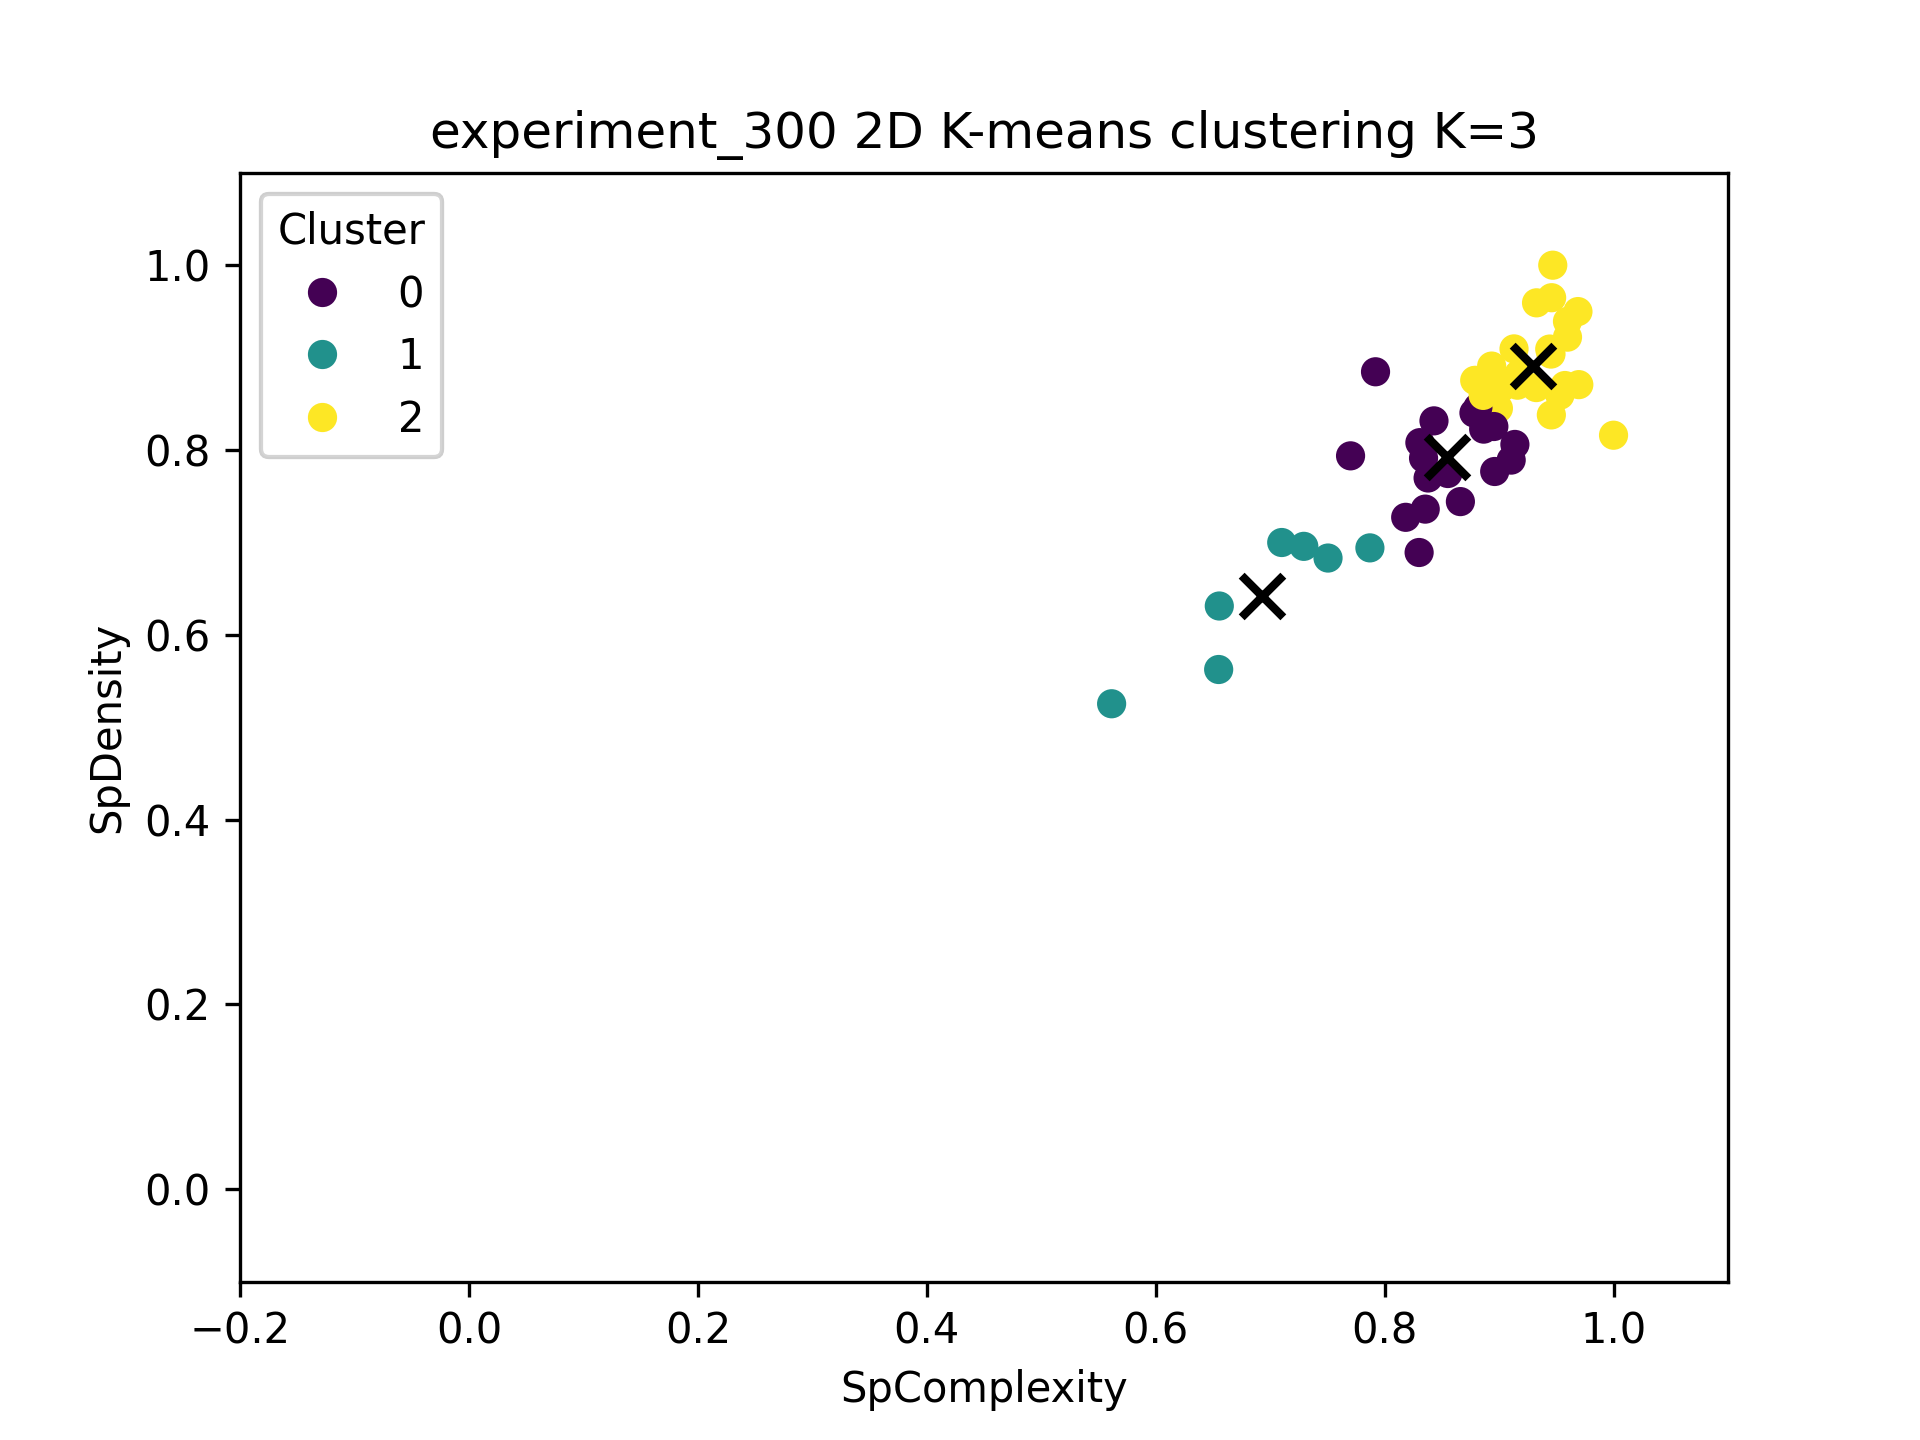 experiment_300 2D K-means clustering K=3
Cluster
0
1
2
1.0
0.8
0.6
0.4
0.2
0.0
SpDensity
−0.2 0.0 0.2 0.4 0.6 0.8 1.0
SpComplexity